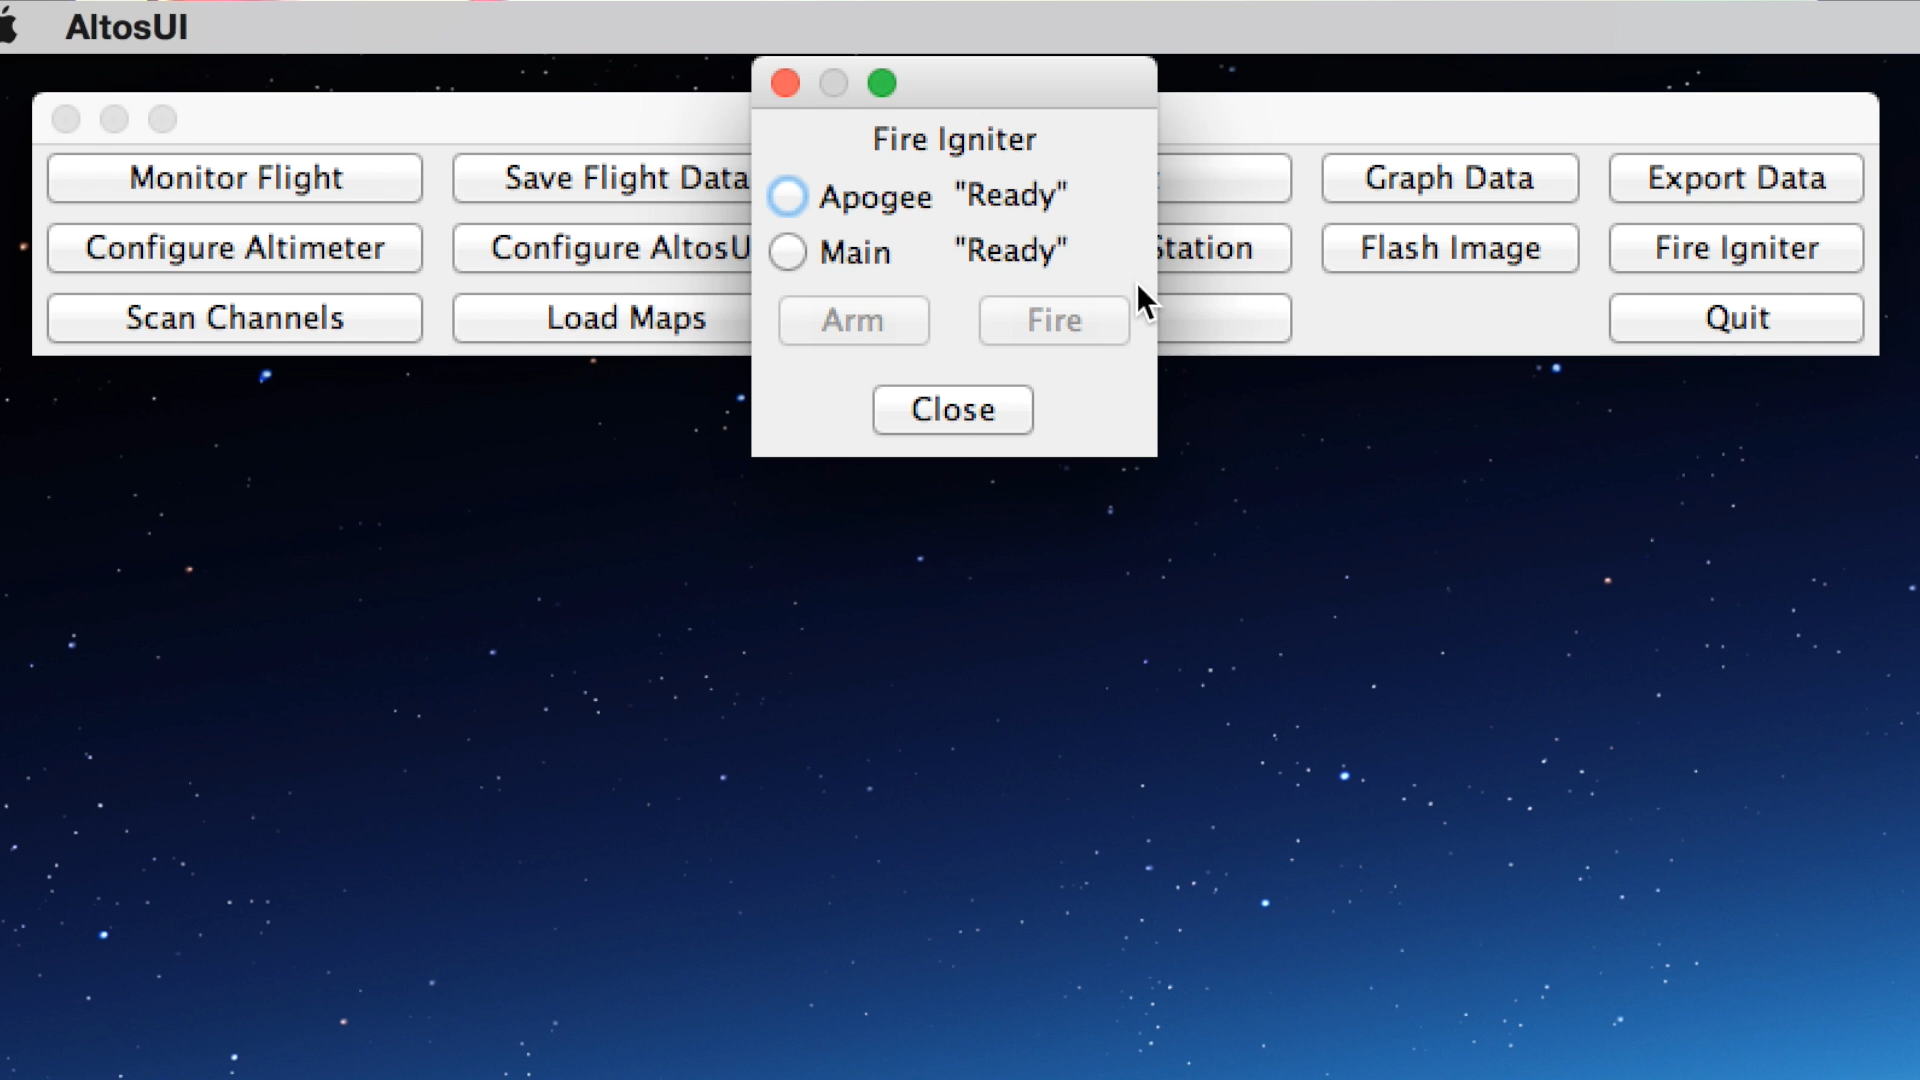 AltosUI
Fire Igniter
Apogee "Ready"
Main "Ready"
Arm Fire
Close
Monitor Flight Save Flight Data Graph Data Export Data
Configure Altimeter Configure AltosU Station Flash Image Fire Igniter
Scan Channels Load Maps Quit